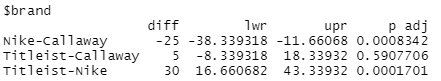 $brand
diff lwr upr p adj
Nike-Callaway -25 -38.339318 -11.66068 0.0008342
Titleist-Callaway 5 -8.339318 18.33932 0.5907706
Titleist-Nike 30 16.660682 43.33932 0.0001701